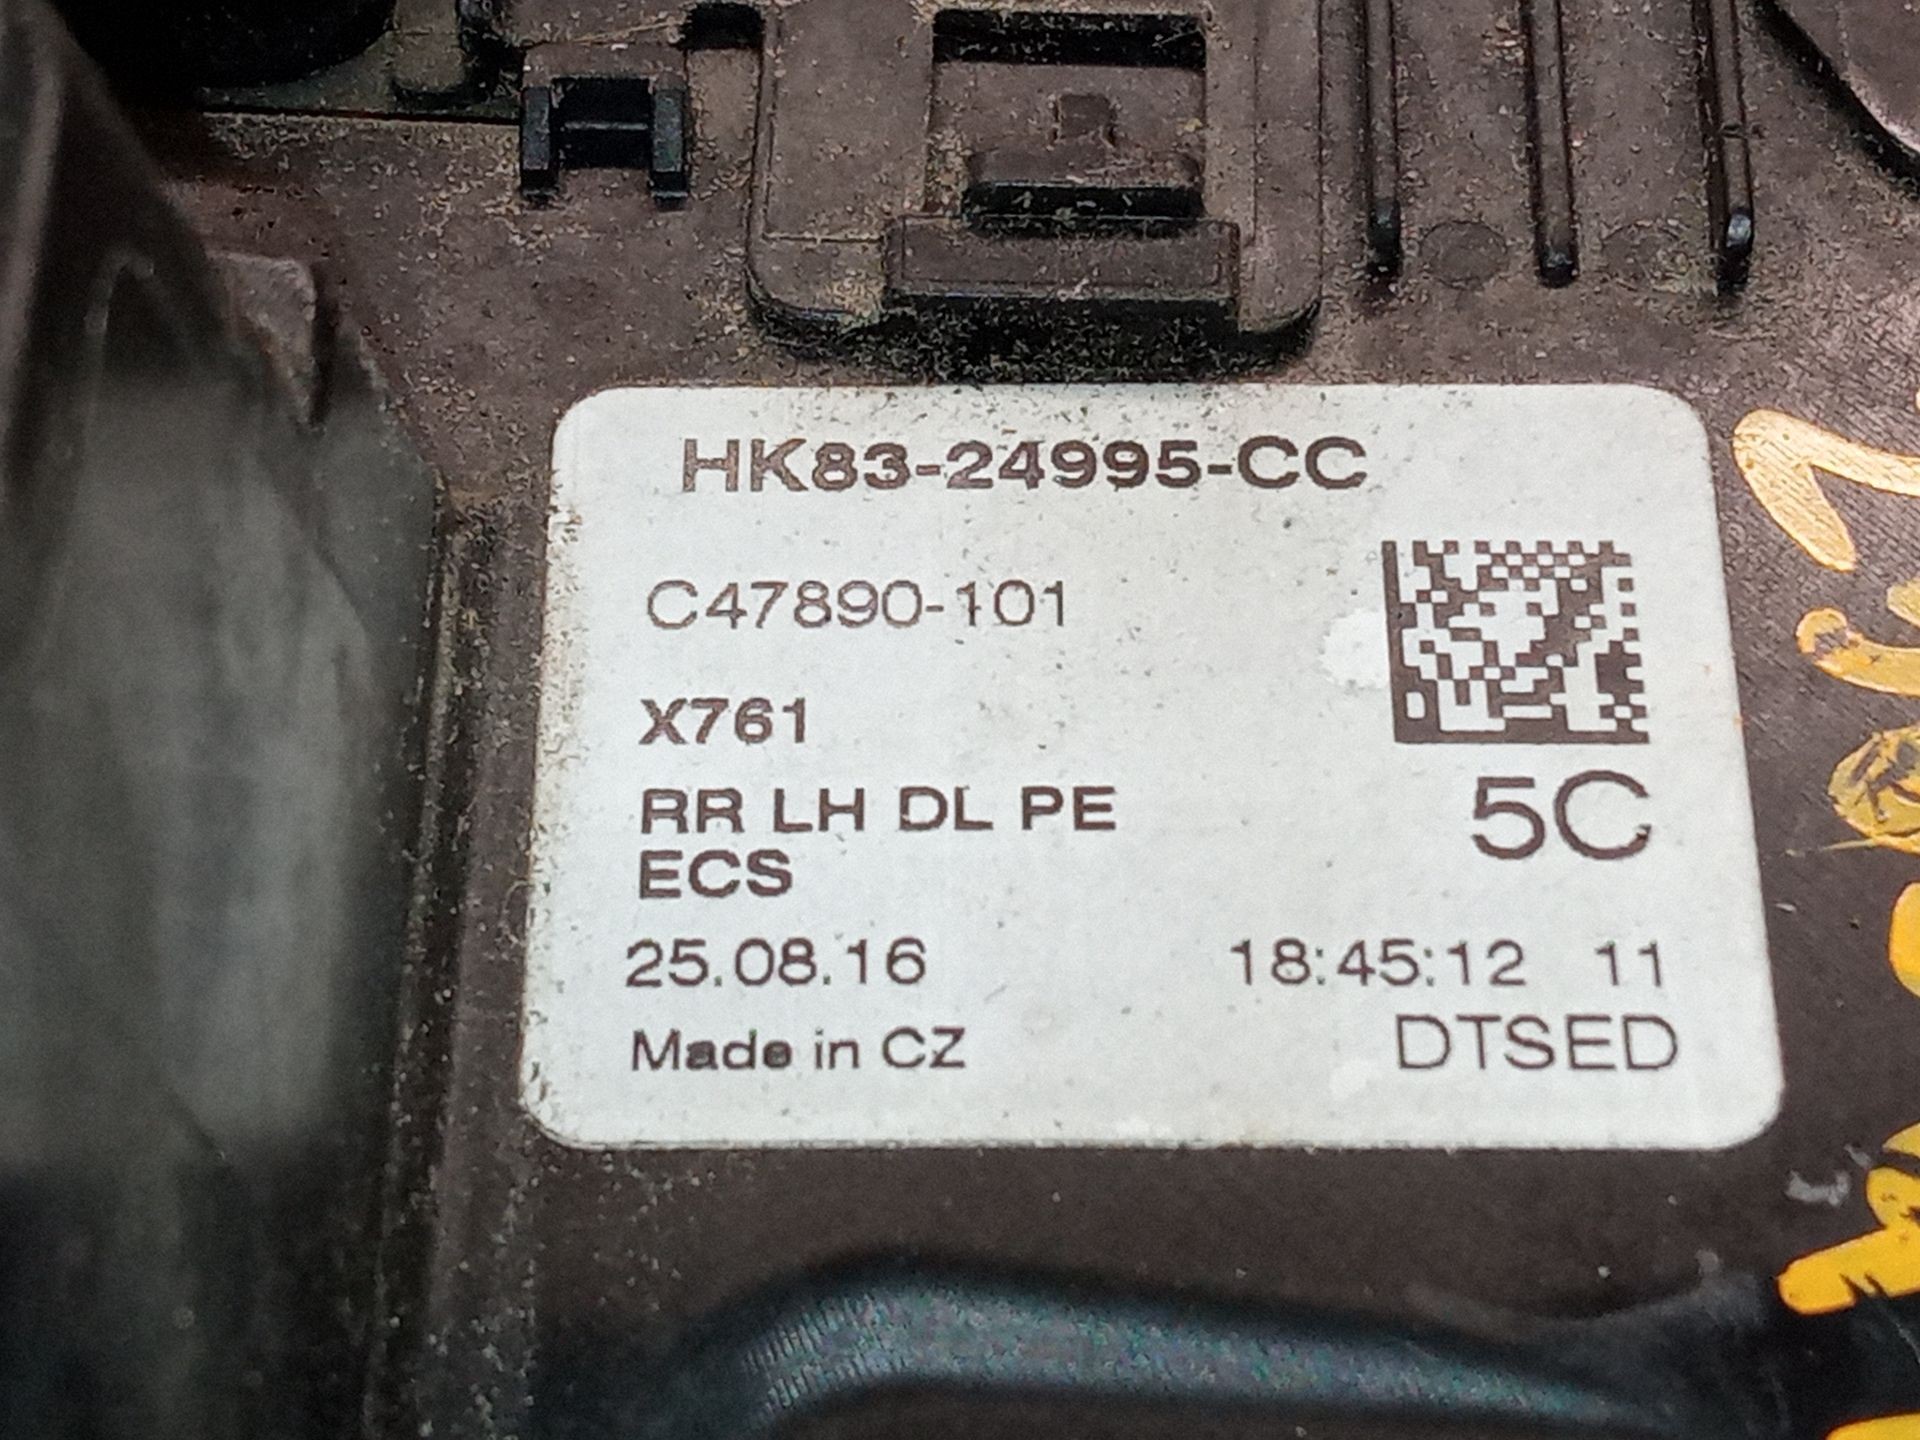 HK83-24995-CC
C47890-101
X761
RR LH DL PE
ECS
5C
25.08.16 18:45:12 11
Made in CZ DTSED